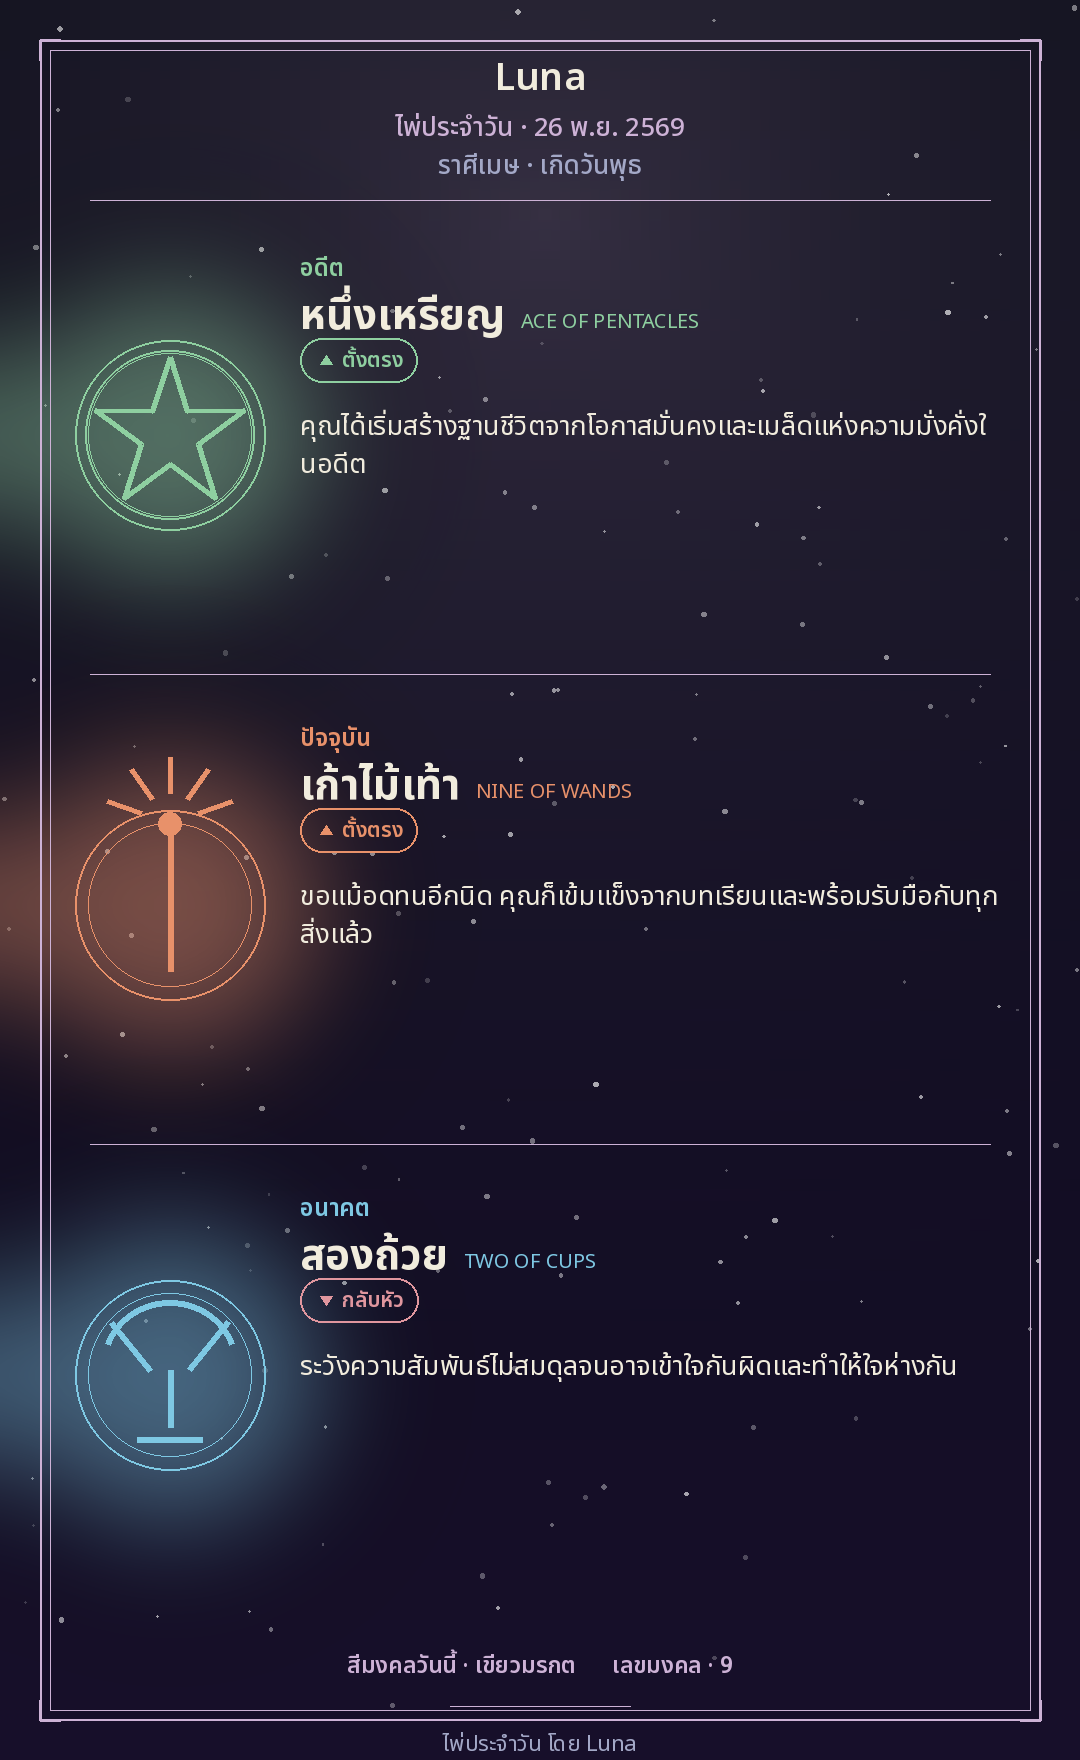 Luna
ไพ่ประจำวัน · 26 พ.ย. 2569
ราศีเมษ · เกิดวันพุธ
อดีต
หนึ่งเหรียญ ACE OF PENTACLES
▲ ตั้งตรง
คุณได้เริ่มสร้างฐานชีวิตจากโอกาสมั่นคงและเมล็ดแห่งความมั่งคั่งใ
นอดีต
ปัจจุบัน
เก้าไม้เท้า NINE OF WANDS
▲ ตั้งตรง
ขอแม้อดทนอีกนิด คุณก็เข้มแข็งจากบทเรียนและพร้อมรับมือกับทุก
สิ่งแล้ว
อนาคต
สองถ้วย TWO OF CUPS
▼ กลับหัว
ระวังความสัมพันธ์ไม่สมดุลจนอาจเข้าใจกันผิดและทำให้ใจห่างกัน
สีมงคลวันนี้ · เขียวมรกต เลขมงคล · 9
ไพ่ประจำวัน โดย Luna